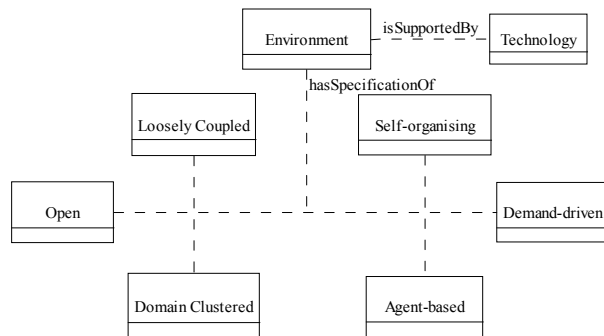 Environment
isSupportedBy
Technology
hasSpecificationOf
Loosely Coupled
Self-organising
Open
Demand-driven
Domain Clustered
Agent-based